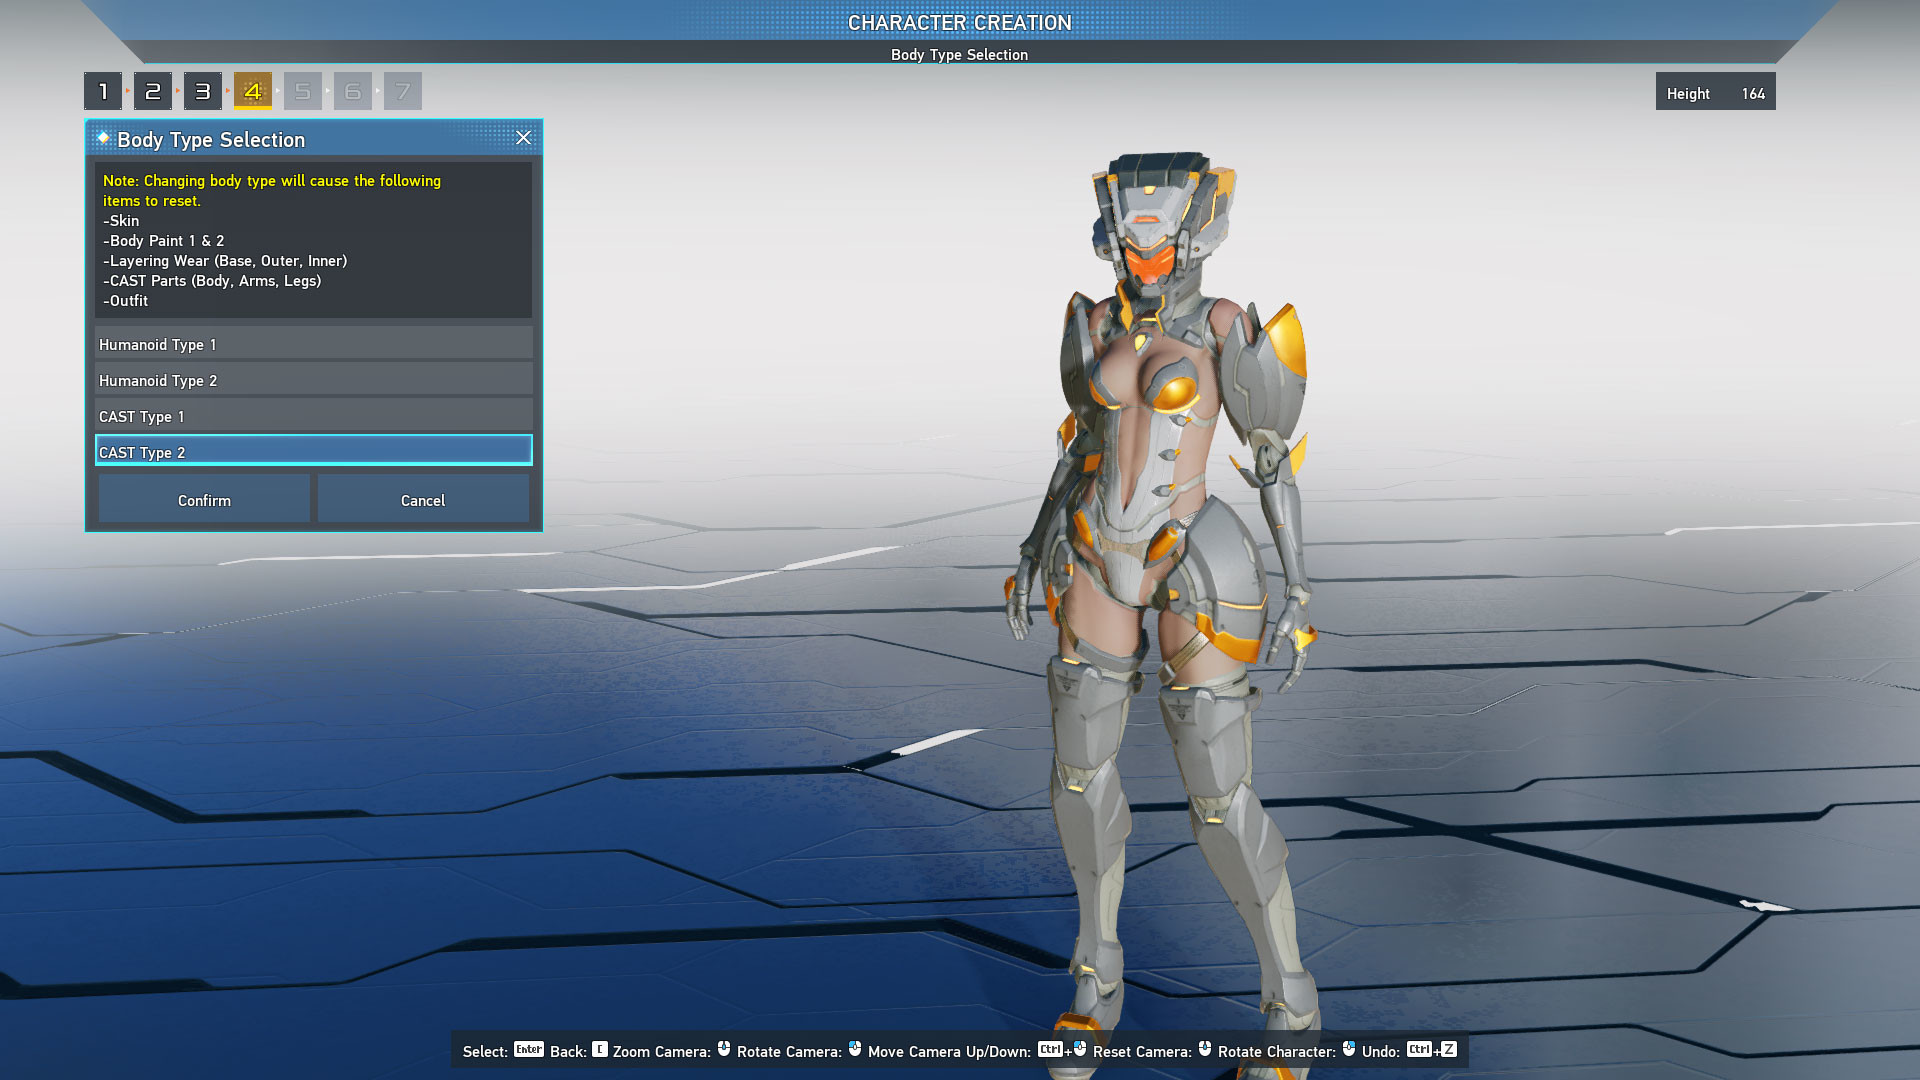 CHARACTER CREATION
Body Type Selection
1 2 3 4 5 6 7
Height 164
Body Type Selection
Note: Changing body type will cause the following
items to reset.
-Skin
-Body Paint 1 & 2
-Layering Wear (Base, Outer, Inner)
-CAST Parts (Body, Arms, Legs)
-Outfit
Humanoid Type 1
Humanoid Type 2
CAST Type 1
CAST Type 2
Confirm Cancel
Select: Enter Back: C Zoom Camera: Rotate Camera: Move Camera Up/Down: Ctrl+ Reset Camera: Rotate Character: Undo: Ctrl+Z